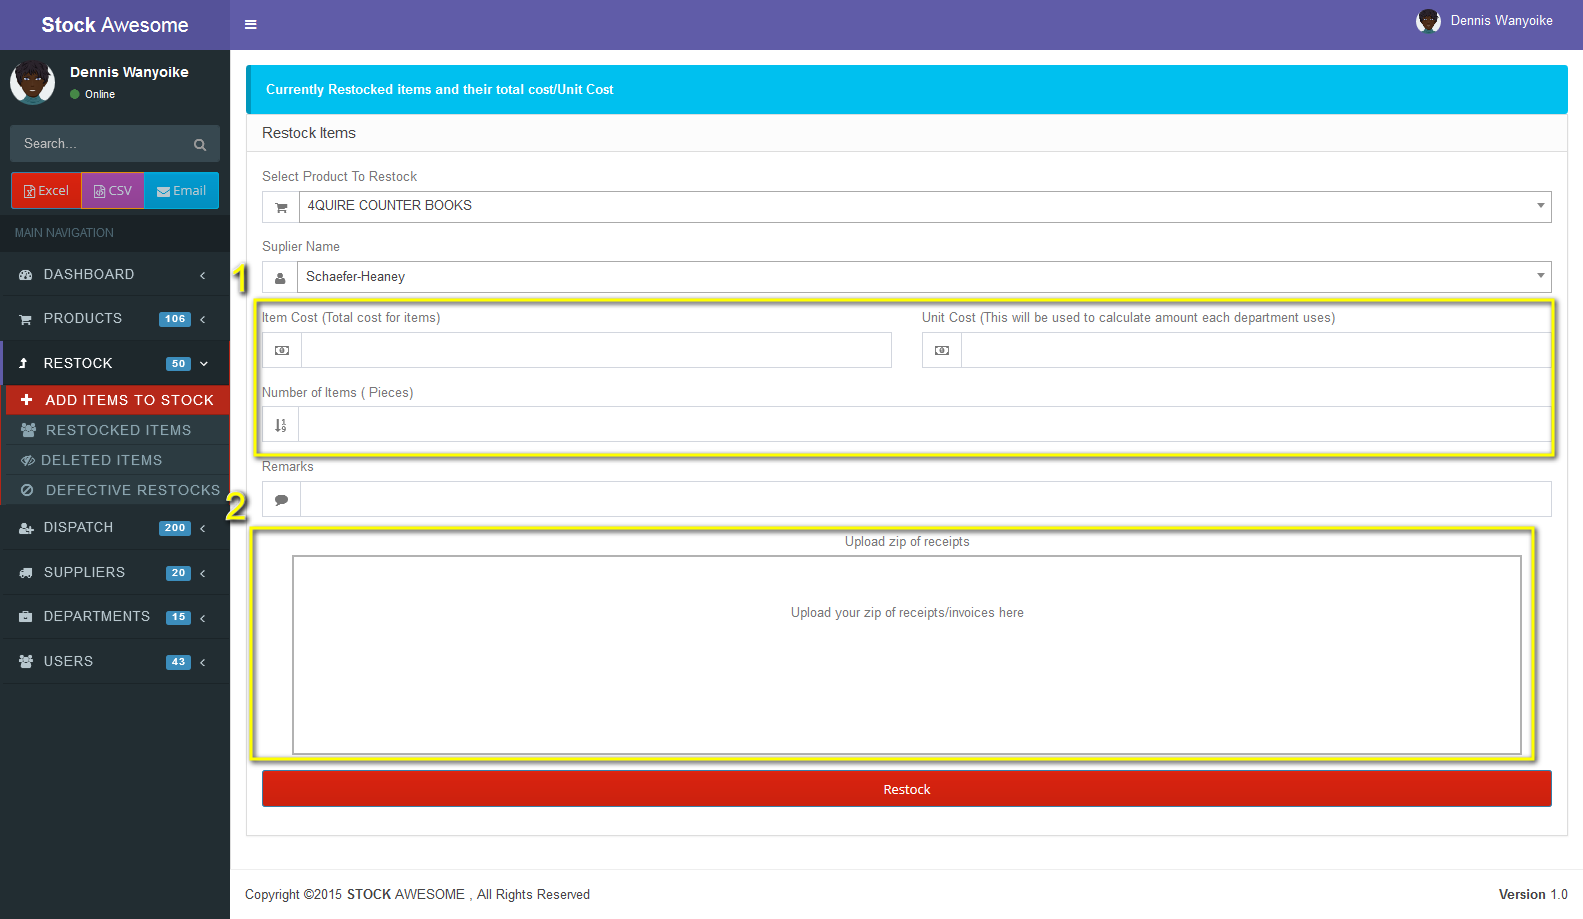 Stock Awesome
Dennis Wanyoike
Dennis Wanyoike
Online
Search...
Excel CSV Email
MAIN NAVIGATION
DASHBOARD
PRODUCTS 106
RESTOCK 50
ADD ITEMS TO STOCK
RESTOCKED ITEMS
DELETED ITEMS
DEFECTIVE RESTOCKS
DISPATCH 200
SUPPLIERS 20
DEPARTMENTS 15
USERS 43
Currently Restocked items and their total cost/Unit Cost
Restock Items
Select Product To Restock
4QUIRE COUNTER BOOKS
Suplier Name
Schaefer-Heaney
1
Item Cost (Total cost for items)
Unit Cost (This will be used to calculate amount each department uses)
Number of Items ( Pieces)
Remarks
2
Upload zip of receipts
Upload your zip of receipts/invoices here
Restock
Copyright ©2015 STOCK AWESOME , All Rights Reserved
Version 1.0